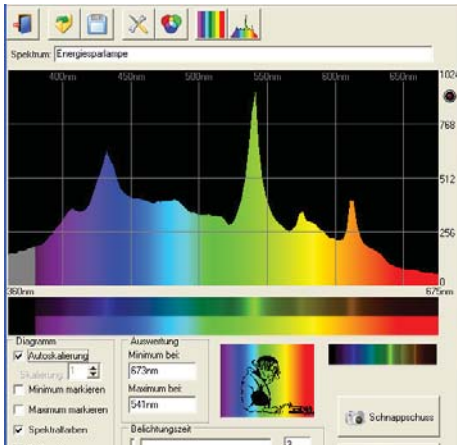 Spektrum: Energiesparlampe
400nm 450nm 500nm 550nm 600nm 650nm 1024
768
512
256
0
360nm 675nm
Diagramm
Autoskalierung
Skalierung: 1
Minimum markieren
Maximum markieren
Spektralfarben
Auswertung
Minimum bei:
673nm
Maximum bei:
541nm
Belichtungszeit
3
Schnappschuss